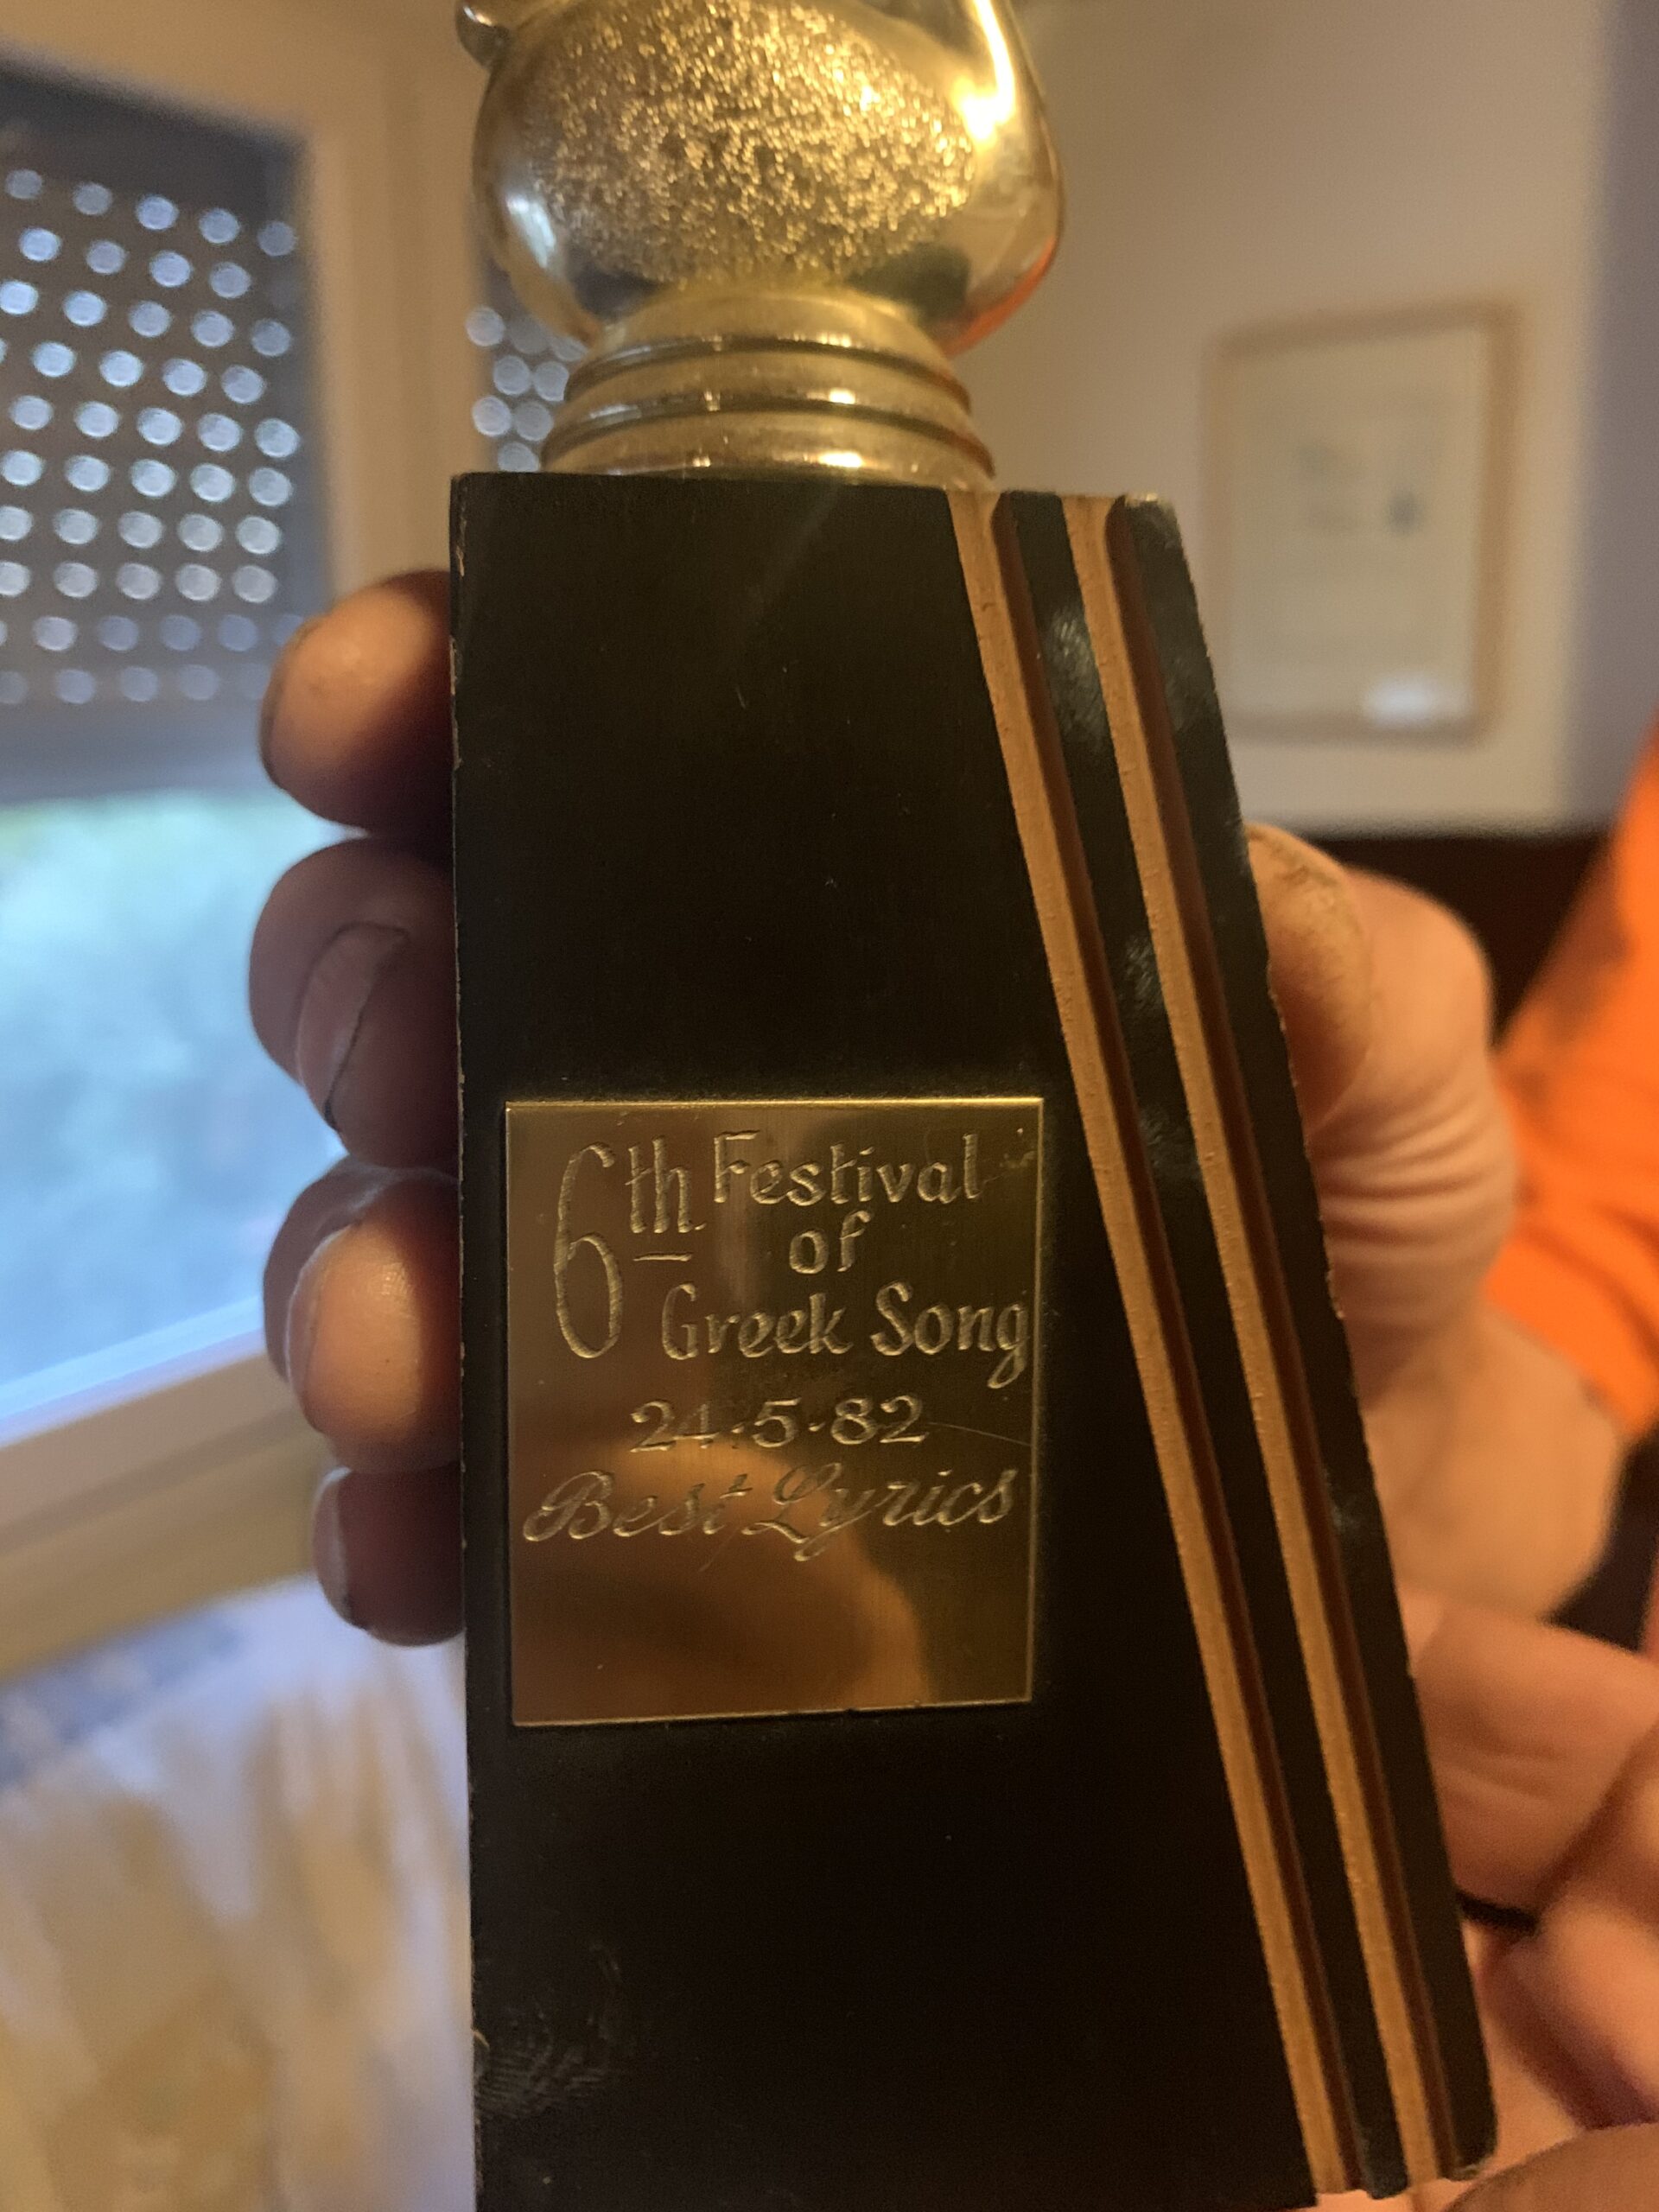 6th Festival
of
Greek Song
24·5·82
Best Lyrics